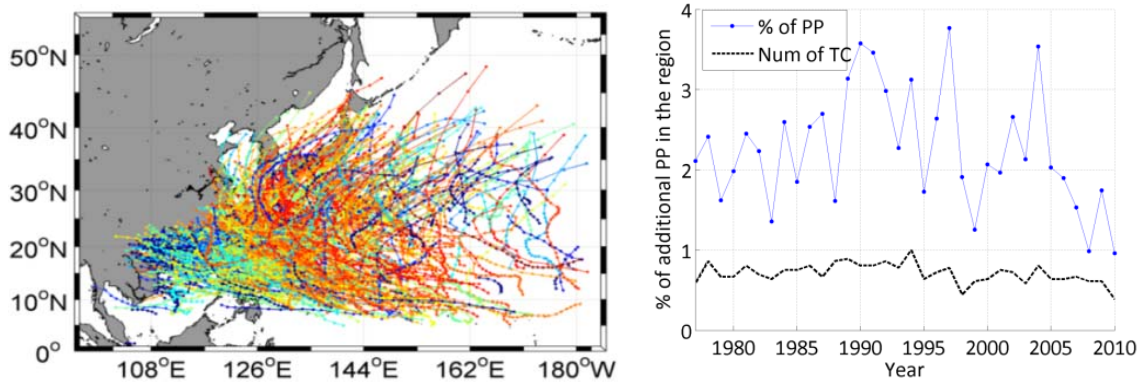 50°N
40°N
30°N
20°N
10°N
0°
108°E 126°E 144°E 162°E 180°W
% of additional PP in the region
4
3
2
1
0
% of PP
Num of TC
1980 1985 1990 1995 2000 2005 2010
Year